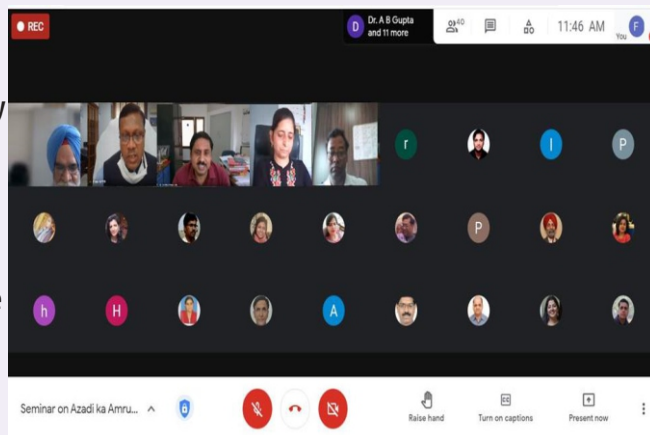 REC
D
Dr. A B Gupta
and 11 more
40
11:46 AM
You
F
r
I
P
P
h
H
A
Seminar on Azadi ka Amru...
Raise hand
CC
Turn on captions
Present now